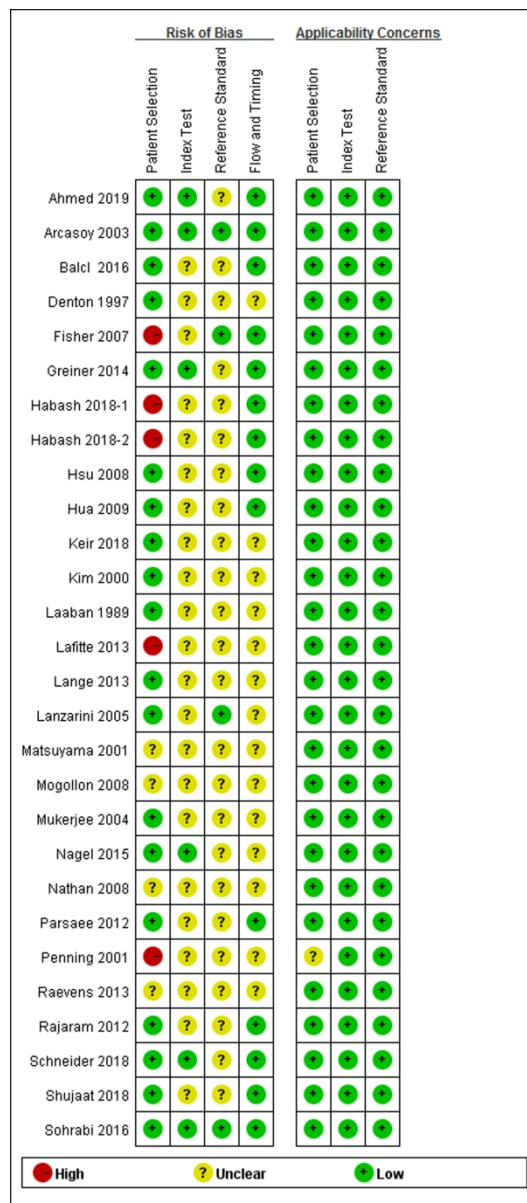 Risk of Bias Applicability Concerns
Patient Selection Index Test Reference Standard Flow and Timing Patient Selection Index Test Reference Standard
Ahmed 2019 + + ? + + + +
Arcasoy 2003 + + + + + + +
Balcl 2016 + ? ? + + + +
Denton 1997 + ? ? ? + + +
Fisher 2007 - ? + + + + +
Greiner 2014 + + ? + + + +
Habash 2018-1 - ? ? + + + +
Habash 2018-2 - ? ? + + + +
Hsu 2008 + ? ? + + + +
Hua 2009 + ? ? + + + +
Keir 2018 + ? ? ? + + +
Kim 2000 + ? ? ? + + +
Laaban 1989 + ? ? ? + + +
Lafitte 2013 - ? ? ? + + +
Lange 2013 + ? ? ? + + +
Lanzarini 2005 + ? + ? + + +
Matsuyama 2001 ? ? ? ? + + +
Mogollon 2008 ? ? ? ? + + +
Mukerjee 2004 + ? ? ? + + +
Nagel 2015 + + ? ? + + +
Nathan 2008 ? ? ? ? + + +
Parsaee 2012 + ? ? + + + +
Penning 2001 - ? ? ? ? + +
Raevens 2013 ? ? ? ? + + +
Rajaram 2012 + ? ? + + + +
Schneider 2018 + + ? + + + +
Shujaat 2018 + ? ? + + + +
Sohrabi 2016 + + + + + + +
- High ? Unclear + Low